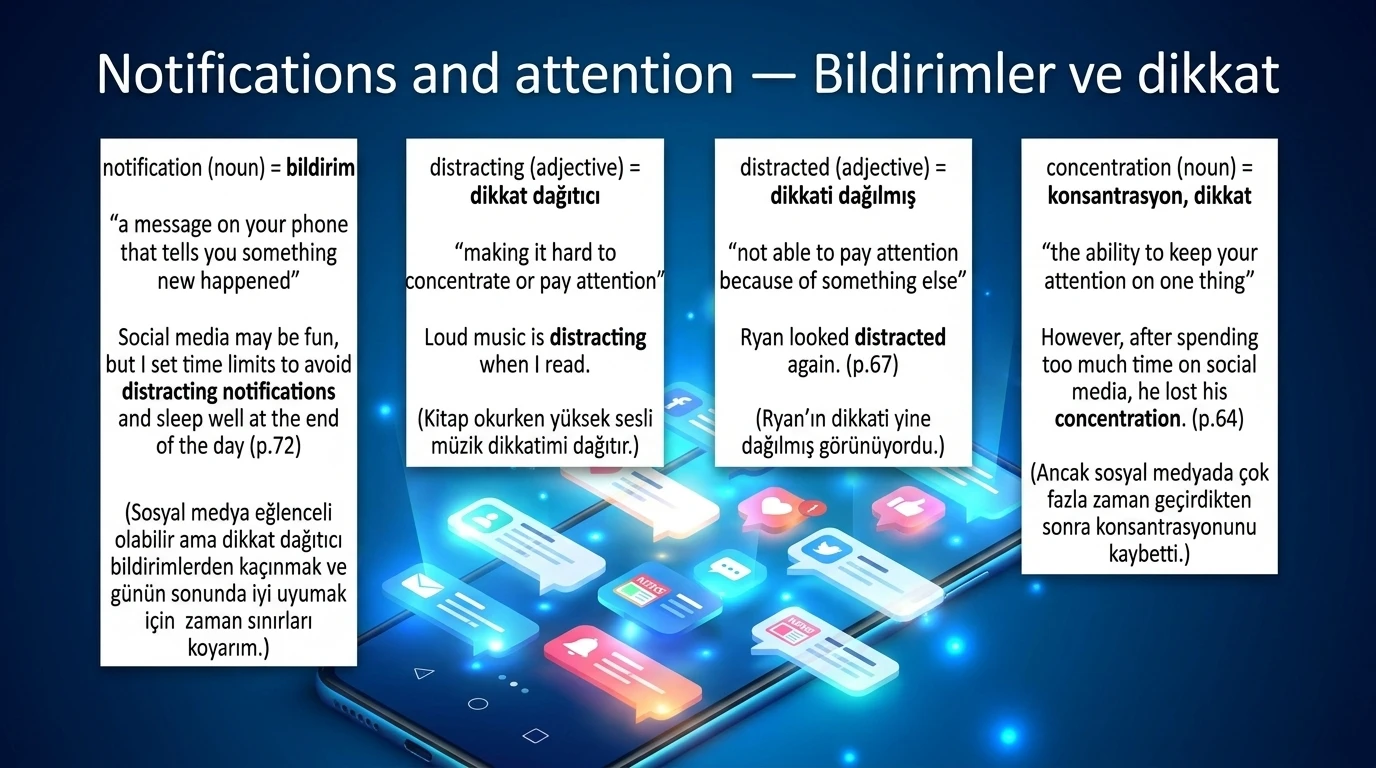 Notifications and attention — Bildirimler ve dikkat
notification (noun) = bildirim
“a message on your phone
that tells you something
new happened”
Social media may be fun,
but I set time limits to avoid
distracting notifications
and sleep well at the end
of the day (p.72)
(Sosyal medya eğlenceli
olabilir ama dikkat dağıtıcı
bildirimlerden kaçınmak ve
günün sonunda iyi uyumak
için zaman sınırları
koyarım.)
distracting (adjective) =
dikkat dağıtıcı
“making it hard to
concentrate or pay attention”
Loud music is distracting
when I read.
(Kitap okurken yüksek sesli
müzik dikkatimi dağıtır.)
distracted (adjective) =
dikkati dağılmış
“not able to pay attention
because of something else”
Ryan looked distracted
again. (p.67)
(Ryan’ın dikkati yine
dağılmış görünüyordu.)
concentration (noun) =
konsantrasyon, dikkat
“the ability to keep your
attention on one thing”
However, after spending
too much time on social
media, he lost his
concentration. (p.64)
(Ancak sosyal medyada çok
fazla zaman geçirdikten
sonra konsantrasyonunu
kaybetti.)